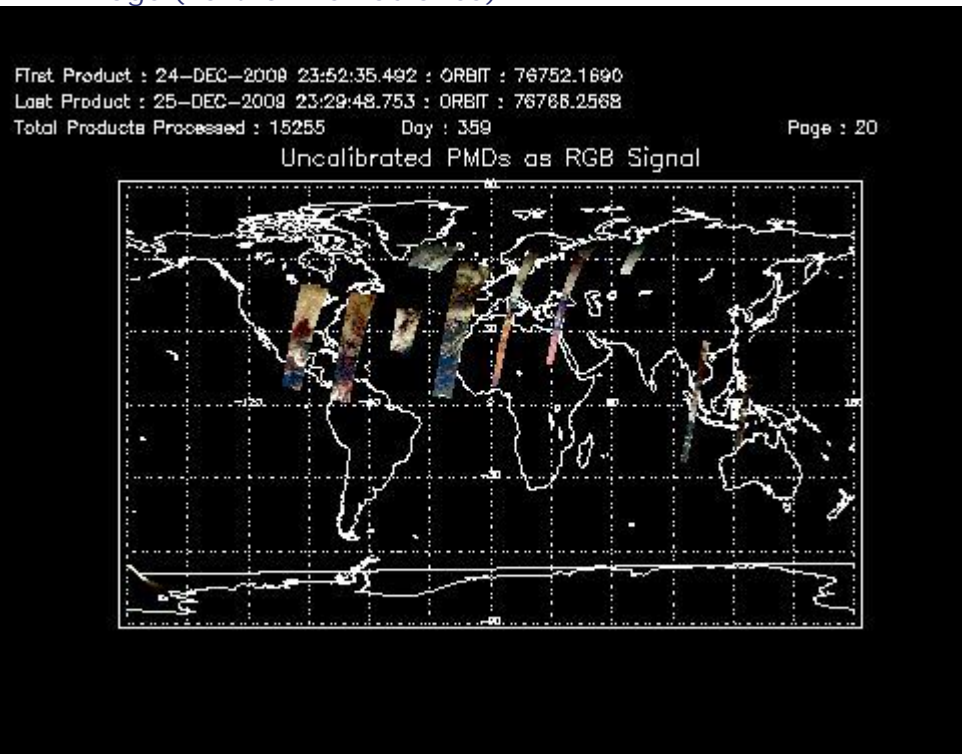 First Product : 24-DEC-2009 23:52:35.492 : ORBIT : 76752.1690
Last Product : 25-DEC-2009 23:29:48.753 : ORBIT : 76766.2568
Total Products Processed : 15255 Day : 359 Page : 20
Uncalibrated PMDs as RGB Signal